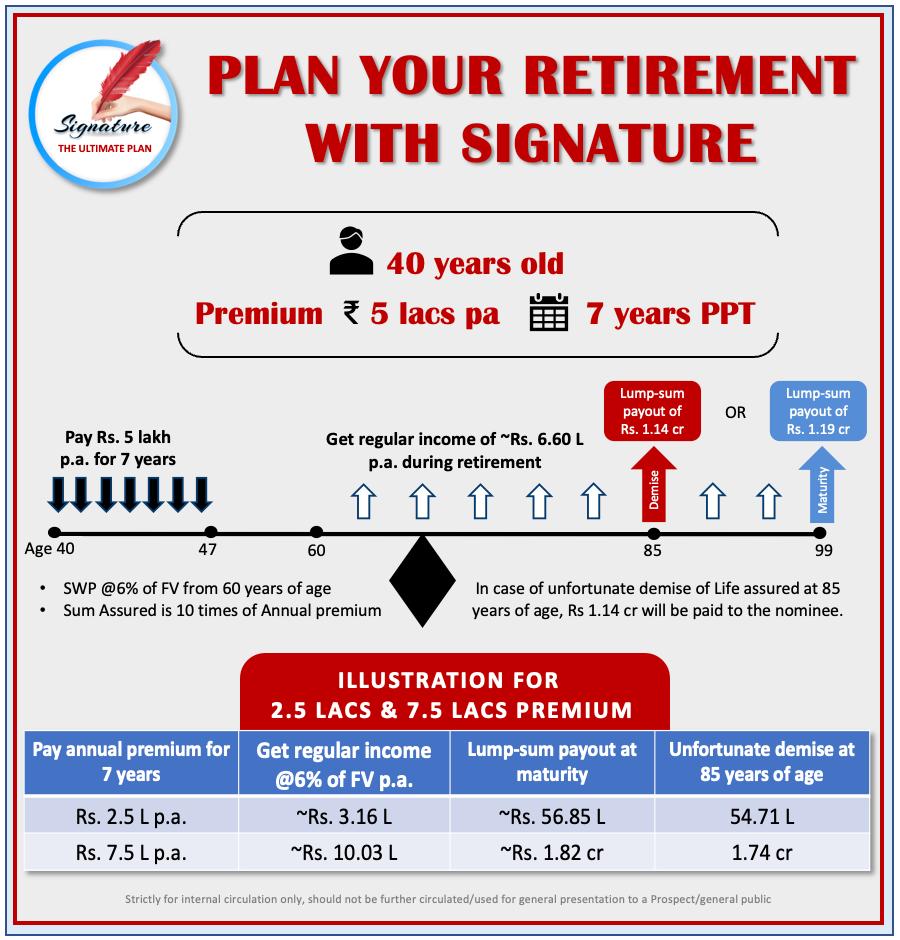 Signature
THE ULTIMATE PLAN
PLAN YOUR RETIREMENT
WITH SIGNATURE
40 years old
Premium ₹ 5 lacs pa 7 years PPT
Pay Rs. 5 lakh
p.a. for 7 years
Get regular income of ~Rs. 6.60 L
p.a. during retirement
Lump-sum
payout of
Rs. 1.14 cr
OR
Lump-sum
payout of
Rs. 1.19 cr
Demise
Maturity
Age 40 47 60 85 99
• SWP @6% of FV from 60 years of age
• Sum Assured is 10 times of Annual premium
In case of unfortunate demise of Life assured at 85
years of age, Rs 1.14 cr will be paid to the nominee.
ILLUSTRATION FOR
2.5 LACS & 7.5 LACS PREMIUM
Pay annual premium for
7 years
Get regular income
@6% of FV p.a.
Lump-sum payout at
maturity
Unfortunate demise at
85 years of age
Rs. 2.5 L p.a. ~Rs. 3.16 L ~Rs. 56.85 L 54.71 L
Rs. 7.5 L p.a. ~Rs. 10.03 L ~Rs. 1.82 cr 1.74 cr
Strictly for internal circulation only, should not be further circulated/used for general presentation to a Prospect/general public